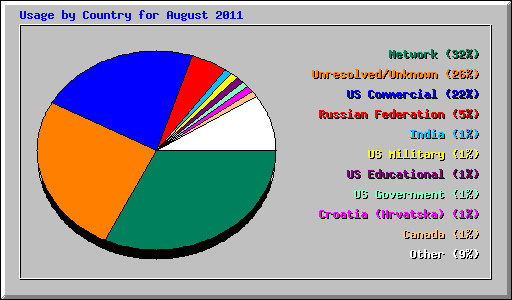 Usage by Country for August 2011
Network (32%)
Unresolved/Unknown (26%)
US Commercial (22%)
Russian Federation (5%)
India (1%)
US Military (1%)
US Educational (1%)
US Government (1%)
Croatia (Hrvatska) (1%)
Canada (1%)
Other (9%)